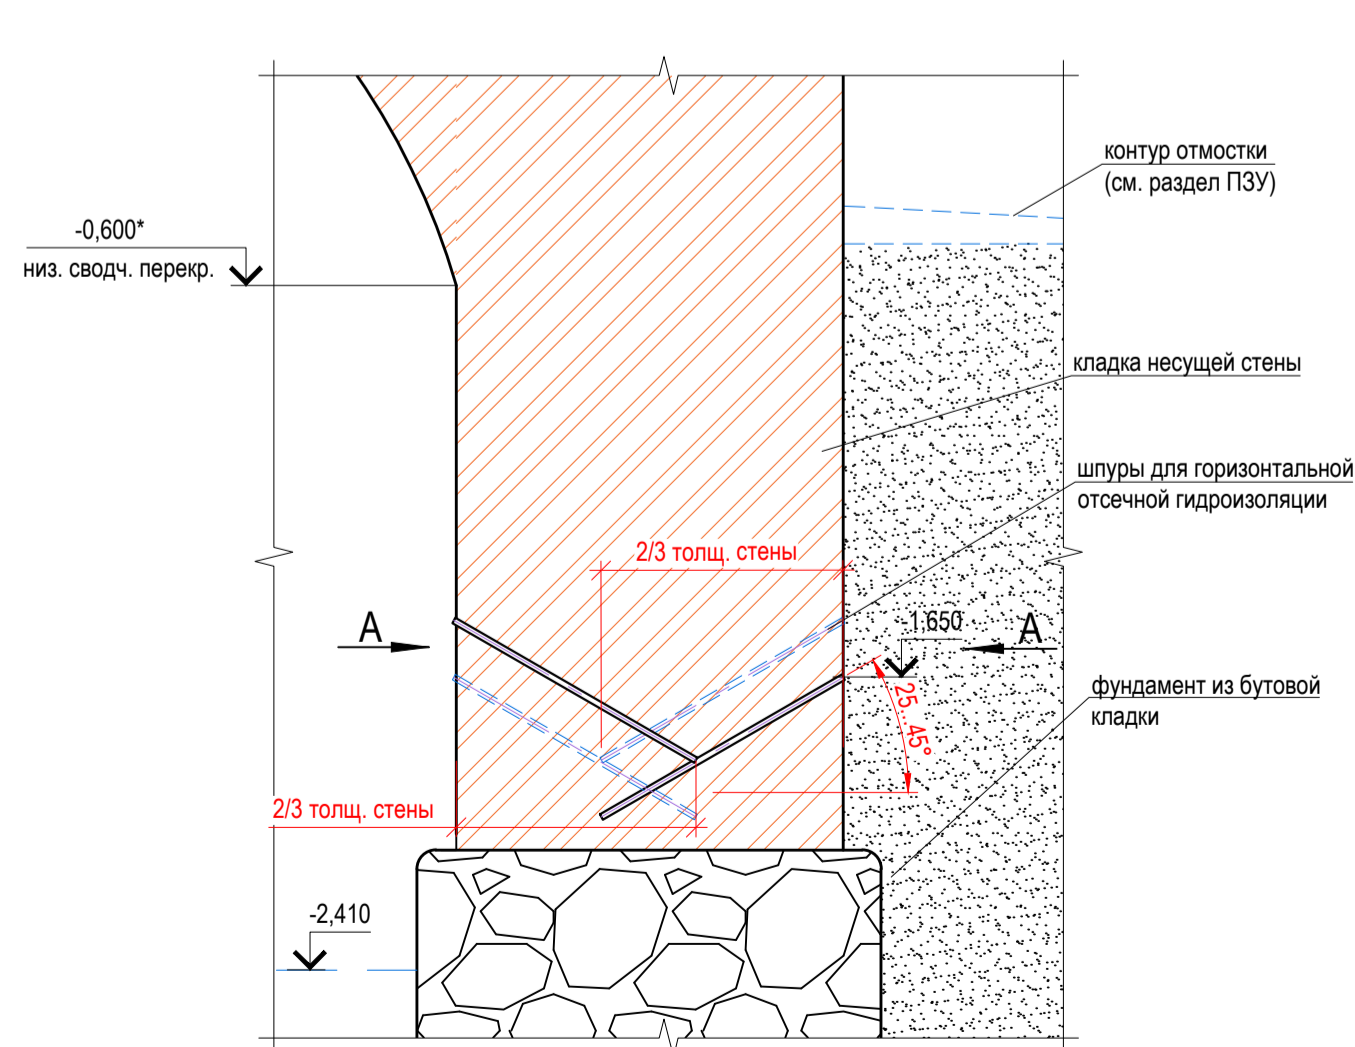 контур отмостки
(см. раздел ПЗУ)
-0,600*
низ. сводч. перекр.
кладка несущей стены
шпуры для горизонтальной
отсечной гидроизоляции
2/3 толщ. стены
А
-1.650
А
25...45°
фундамент из бутовой
кладки
2/3 толщ. стены
-2,410